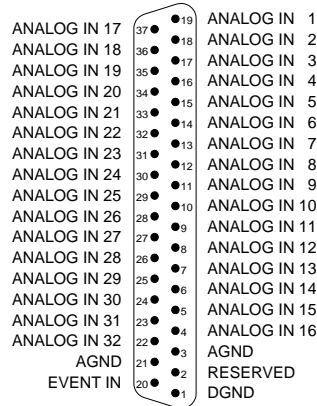 ANALOG IN 17 37 19 ANALOG IN 1
ANALOG IN 18 36 18 ANALOG IN 2
ANALOG IN 19 35 17 ANALOG IN 3
ANALOG IN 20 34 16 ANALOG IN 4
ANALOG IN 21 33 15 ANALOG IN 5
ANALOG IN 22 32 14 ANALOG IN 6
ANALOG IN 23 31 13 ANALOG IN 7
ANALOG IN 24 30 12 ANALOG IN 8
ANALOG IN 25 29 11 ANALOG IN 9
ANALOG IN 26 28 10 ANALOG IN 10
ANALOG IN 27 27 9 ANALOG IN 11
ANALOG IN 28 26 8 ANALOG IN 12
ANALOG IN 29 25 7 ANALOG IN 13
ANALOG IN 30 24 6 ANALOG IN 14
ANALOG IN 31 23 5 ANALOG IN 15
ANALOG IN 32 22 4 ANALOG IN 16
AGND 21 3 AGND
EVENT IN 20 2 RESERVED
1 DGND